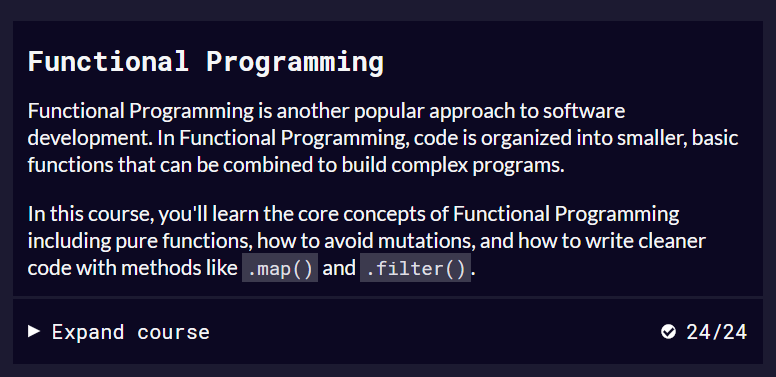 Functional Programming
Functional Programming is another popular approach to software
development. In Functional Programming, code is organized into smaller, basic
functions that can be combined to build complex programs.
In this course, you'll learn the core concepts of Functional Programming
including pure functions, how to avoid mutations, and how to write cleaner
code with methods like .map() and .filter().
Expand course 24/24